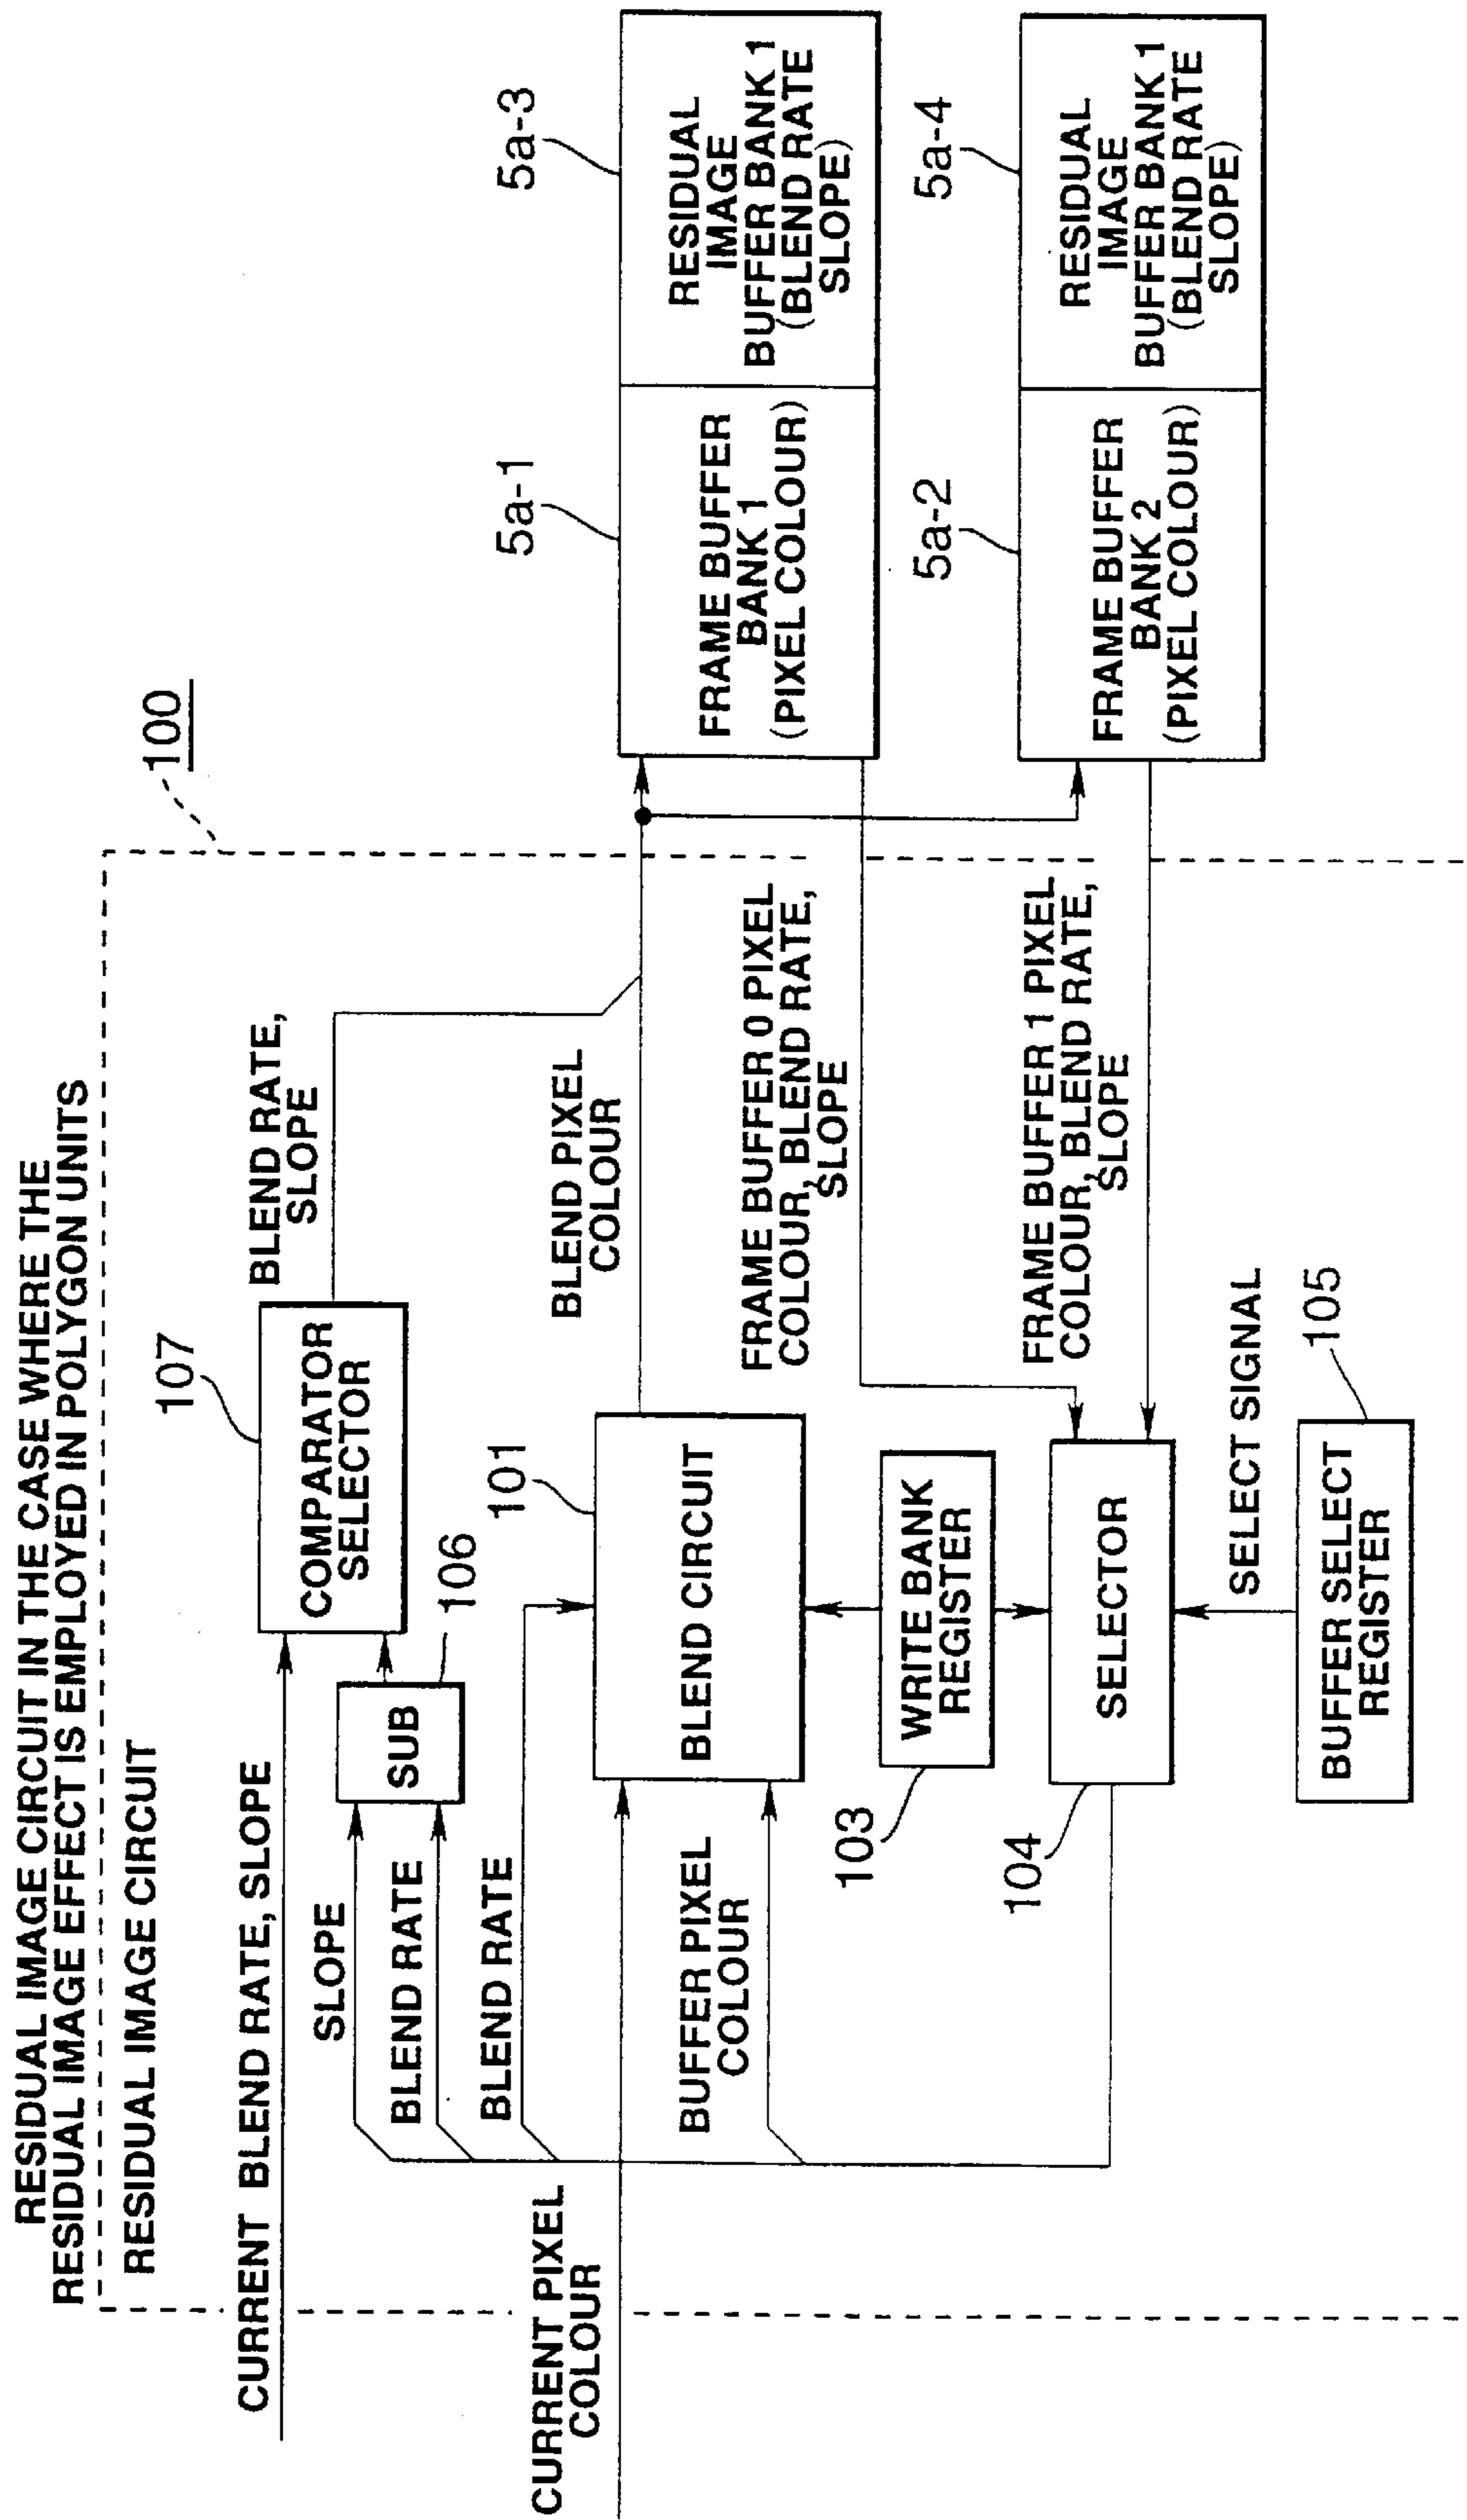 RESIDUAL IMAGE CIRCUIT IN THE CASE WHERE THE
RESIDUAL IMAGE EFFECT IS EMPLOYED IN POLYGON UNITS
RESIDUAL IMAGE CIRCUIT
100
CURRENT BLEND RATE, SLOPE
107
COMPARATOR
SELECTOR
BLEND RATE,
SLOPE
SLOPE
BLEND RATE
SUB
106
BLEND RATE
CURRENT PIXEL
COLOUR
101
BLEND CIRCUIT
BLEND PIXEL
COLOUR
BUFFER PIXEL
COLOUR
103
WRITE BANK
REGISTER
104
SELECTOR
SELECT SIGNAL
105
BUFFER SELECT
REGISTER
FRAME BUFFER 0 PIXEL
COLOUR, BLEND RATE,
SLOPE
FRAME BUFFER 1 PIXEL
COLOUR, BLEND RATE,
SLOPE
5a-1
FRAME BUFFER
BANK 1
(PIXEL COLOUR)
5a-3
RESIDUAL
IMAGE
BUFFER BANK 1
(BLEND RATE
SLOPE)
5a-2
FRAME BUFFER
BANK 2
(PIXEL COLOUR)
5a-4
RESIDUAL
IMAGE
BUFFER BANK 1
(BLEND RATE
SLOPE)